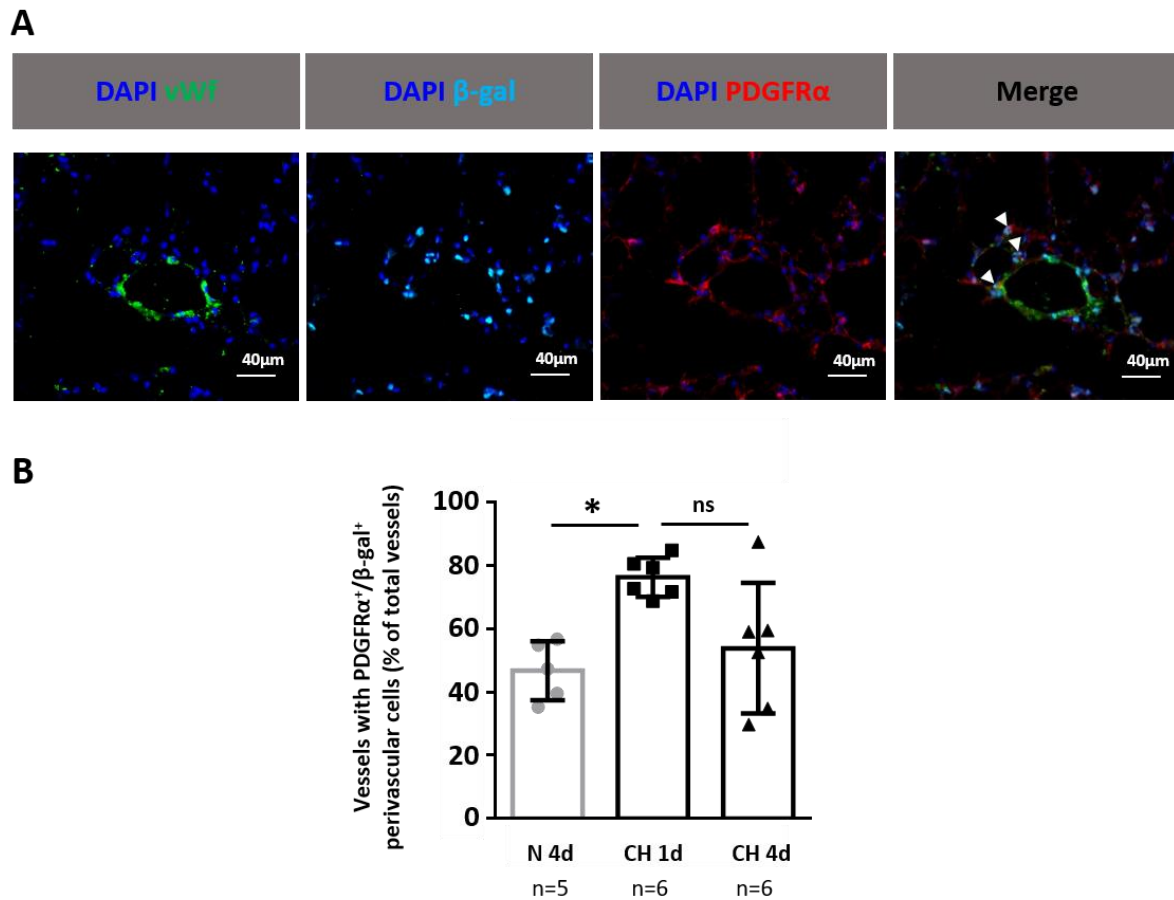 A
DAPI vWf
DAPI β-gal
DAPI PDGFRα
Merge
40μm
40μm
40μm
40μm
B
Vessels with PDGFRα⁺/β-gal⁺
perivascular cells (% of total vessels)
100
80
60
40
20
0
*
ns
N 4d
CH 1d
CH 4d
n=5
n=6
n=6